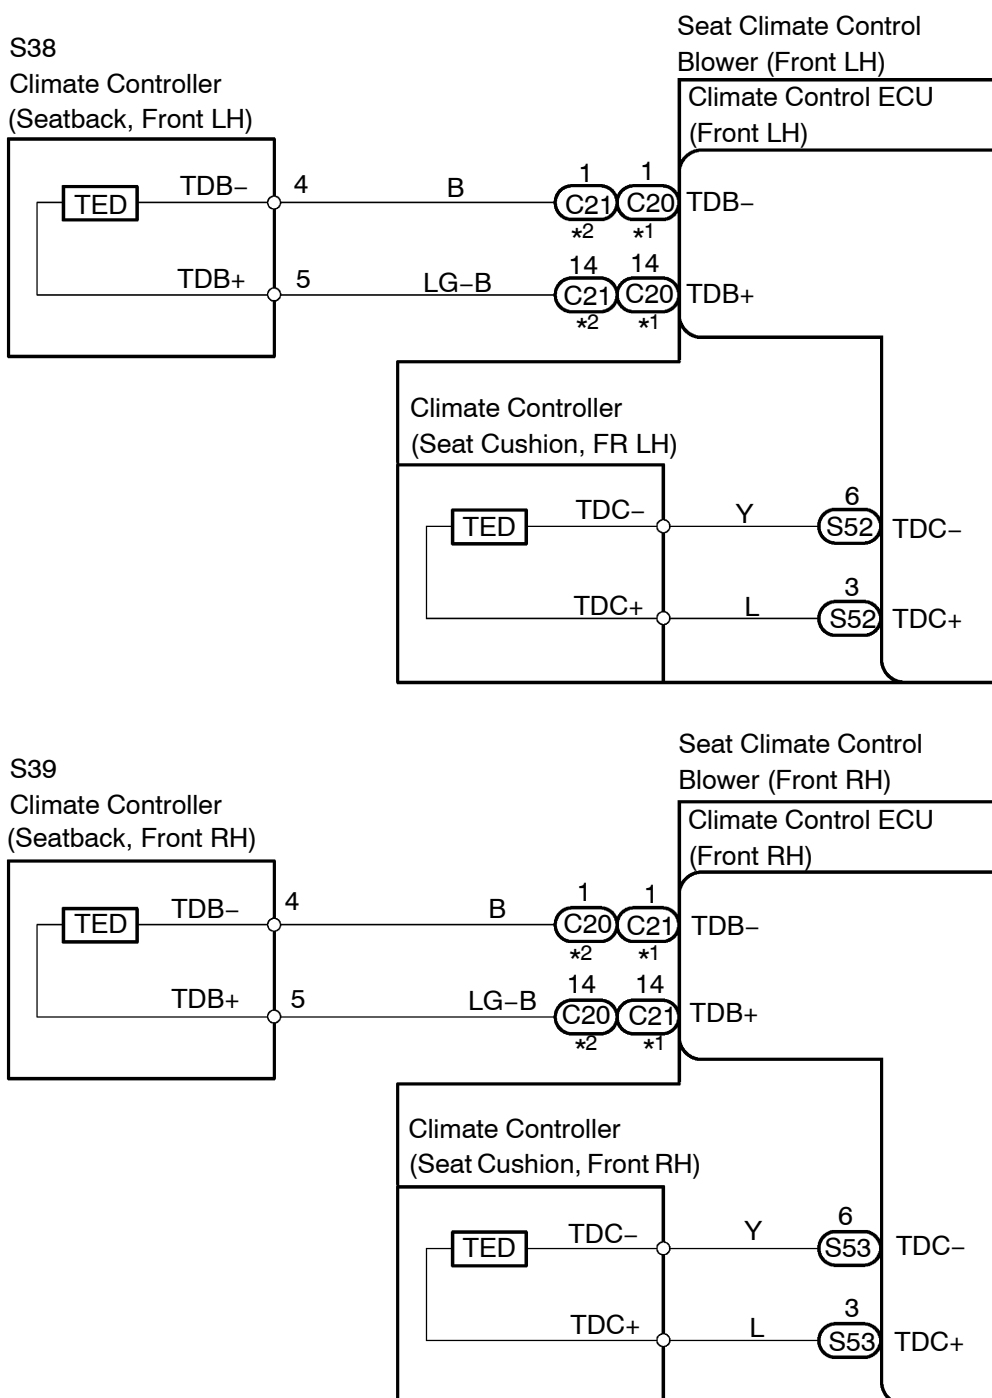 Seat Climate Control
Blower (Front LH)
S38
Climate Controller
(Seatback, Front LH)
Climate Control ECU
(Front LH)
TED
TDB−
4
B
1
C21
*2
1
C20
*1
TDB−
TDB+
5
LG−B
14
C21
*2
14
C20
*1
TDB+
Climate Controller
(Seat Cushion, FR LH)
TED
TDC−
Y
6
S52
TDC−
TDC+
L
3
S52
TDC+
Seat Climate Control
Blower (Front RH)
S39
Climate Controller
(Seatback, Front RH)
Climate Control ECU
(Front RH)
TED
TDB−
4
B
1
C20
*2
1
C21
*1
TDB−
TDB+
5
LG−B
14
C20
*2
14
C21
*1
TDB+
Climate Controller
(Seat Cushion, Front RH)
TED
TDC−
Y
6
S53
TDC−
TDC+
L
3
S53
TDC+